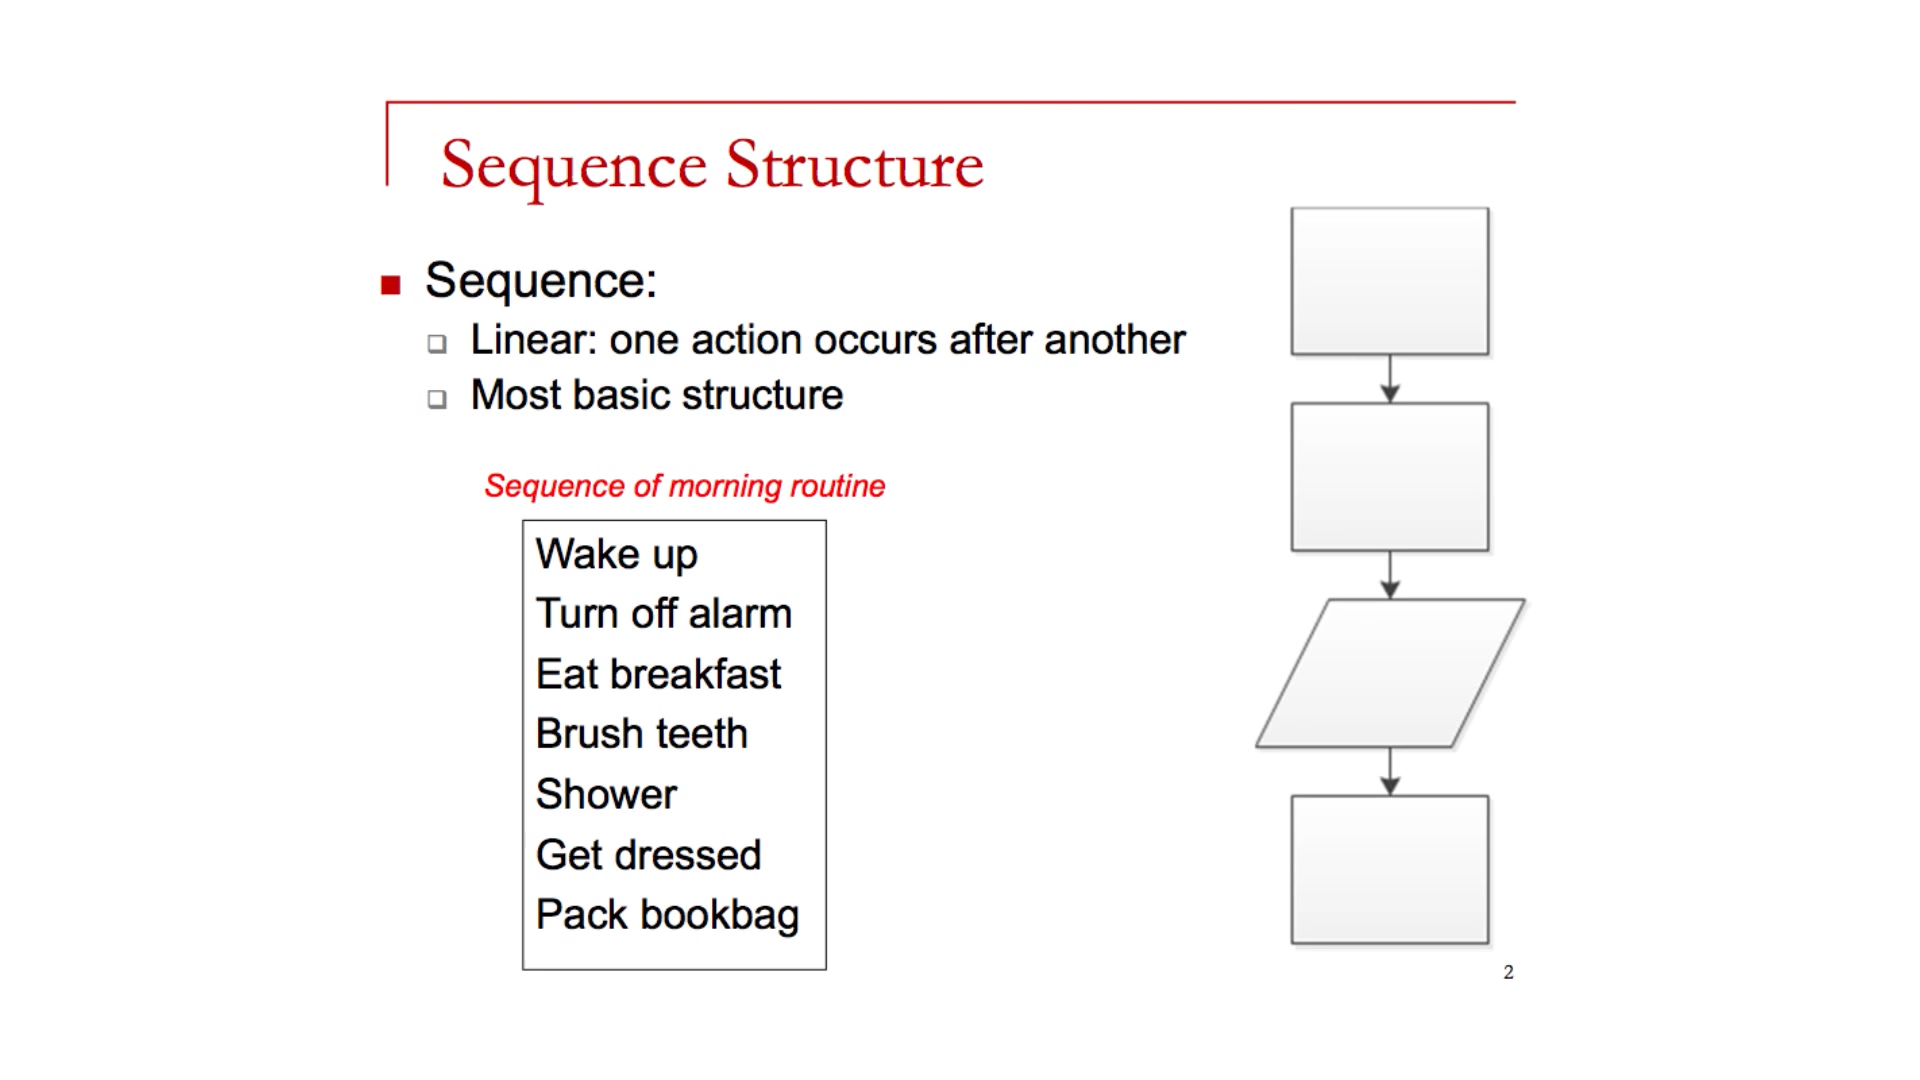 Sequence Structure
Sequence:
Linear: one action occurs after another
Most basic structure
Sequence of morning routine
Wake up
Turn off alarm
Eat breakfast
Brush teeth
Shower
Get dressed
Pack bookbag
2